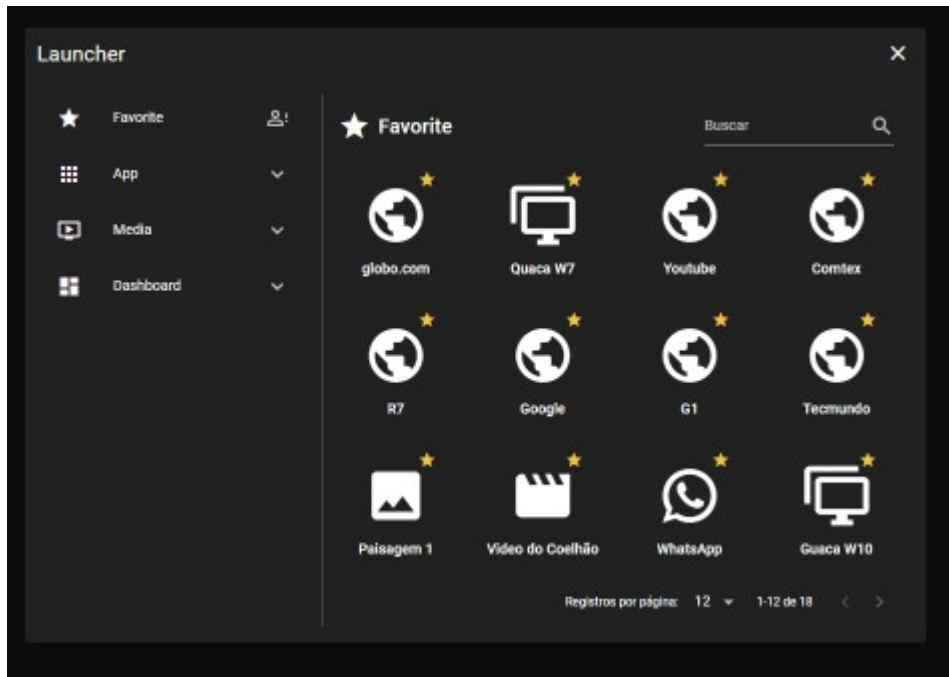 Launcher
Favorite
App
Media
Dashboard
Favorite
Buscar
globo.com
Quaca W7
Youtube
Comtex
R7
Google
G1
Tecmundo
Paisagem 1
Video do Coelhão
WhatsApp
Guaca W10
Registros por página: 12
1-12 de 18